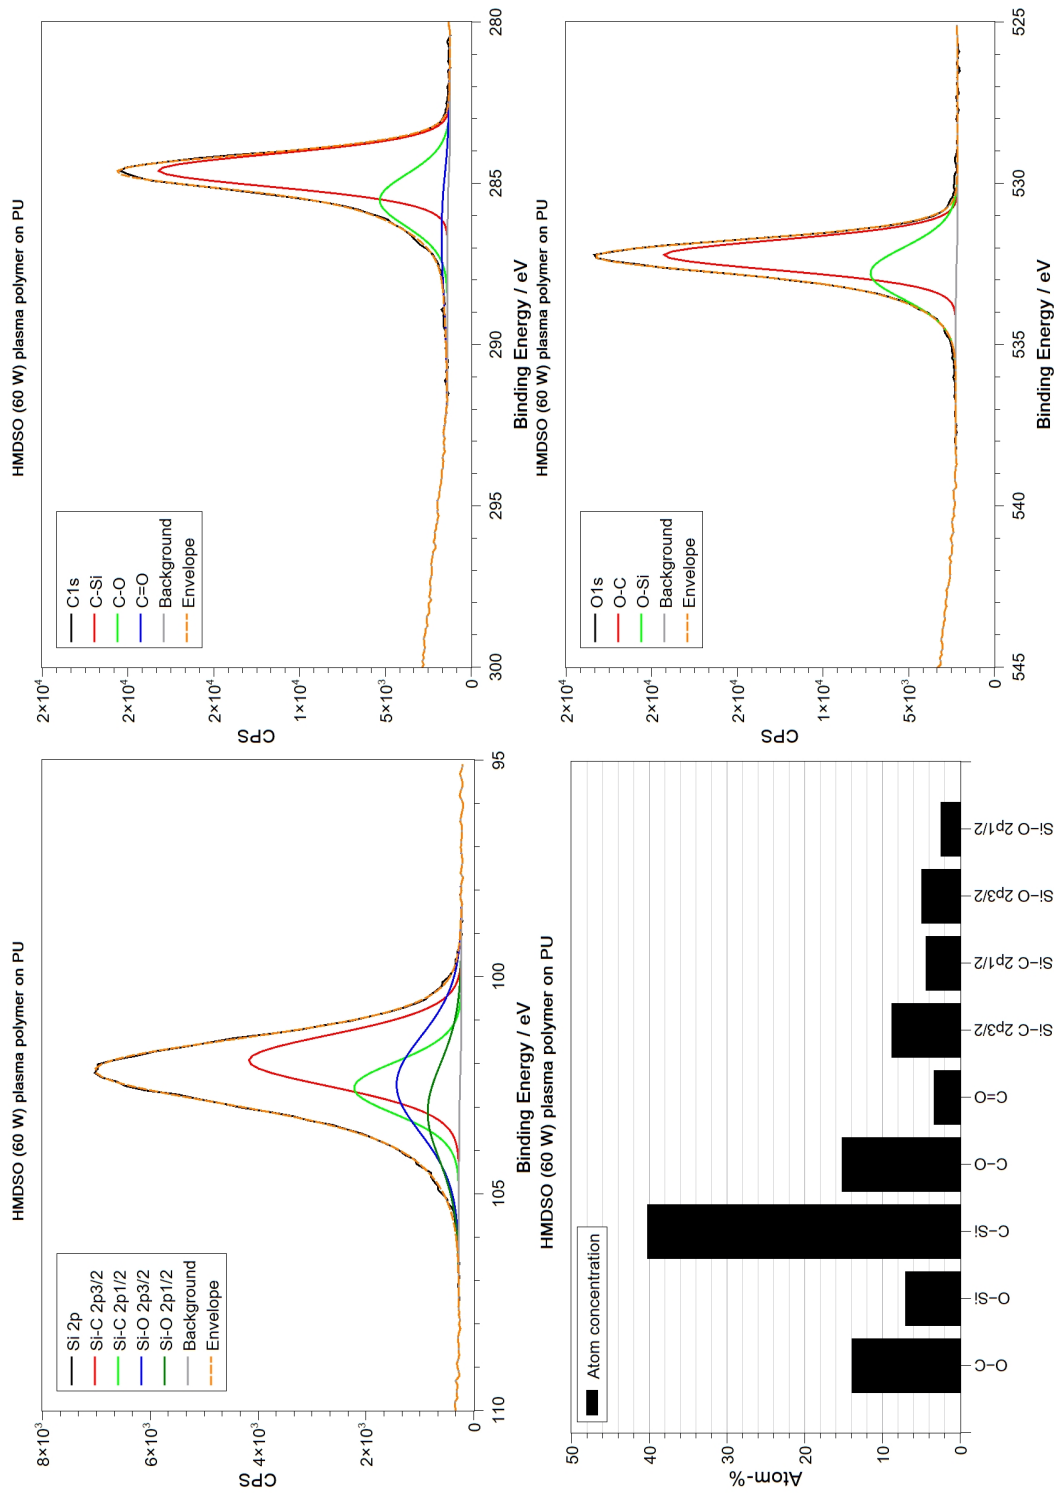 HMDSO (60 W) plasma polymer on PU
8×10³
6×10³
4×10³
2×10³
0
CPS
Si 2p
Si-C 2p3/2
Si-C 2p1/2
Si-O 2p3/2
Si-O 2p1/2
Background
Envelope
110 105 100 95
Binding Energy / eV
HMDSO (60 W) plasma polymer on PU
2×10⁴
2×10⁴
2×10⁴
1×10⁴
5×10³
0
CPS
C1s
C-Si
C-O
C=O
Background
Envelope
300 295 290 285 280
Binding Energy / eV
HMDSO (60 W) plasma polymer on PU
50
40
30
20
10
0
Atom-%
Atom concentration
O−C
O−Si
C−Si
C−O
C=O
Si−C 2p3/2
Si−C 2p1/2
Si−O 2p3/2
Si−O 2p1/2
HMDSO (60 W) plasma polymer on PU
2×10⁴
2×10⁴
2×10⁴
1×10⁴
5×10³
0
CPS
O1s
O-C
O-Si
Background
Envelope
545 540 535 530 525
Binding Energy / eV